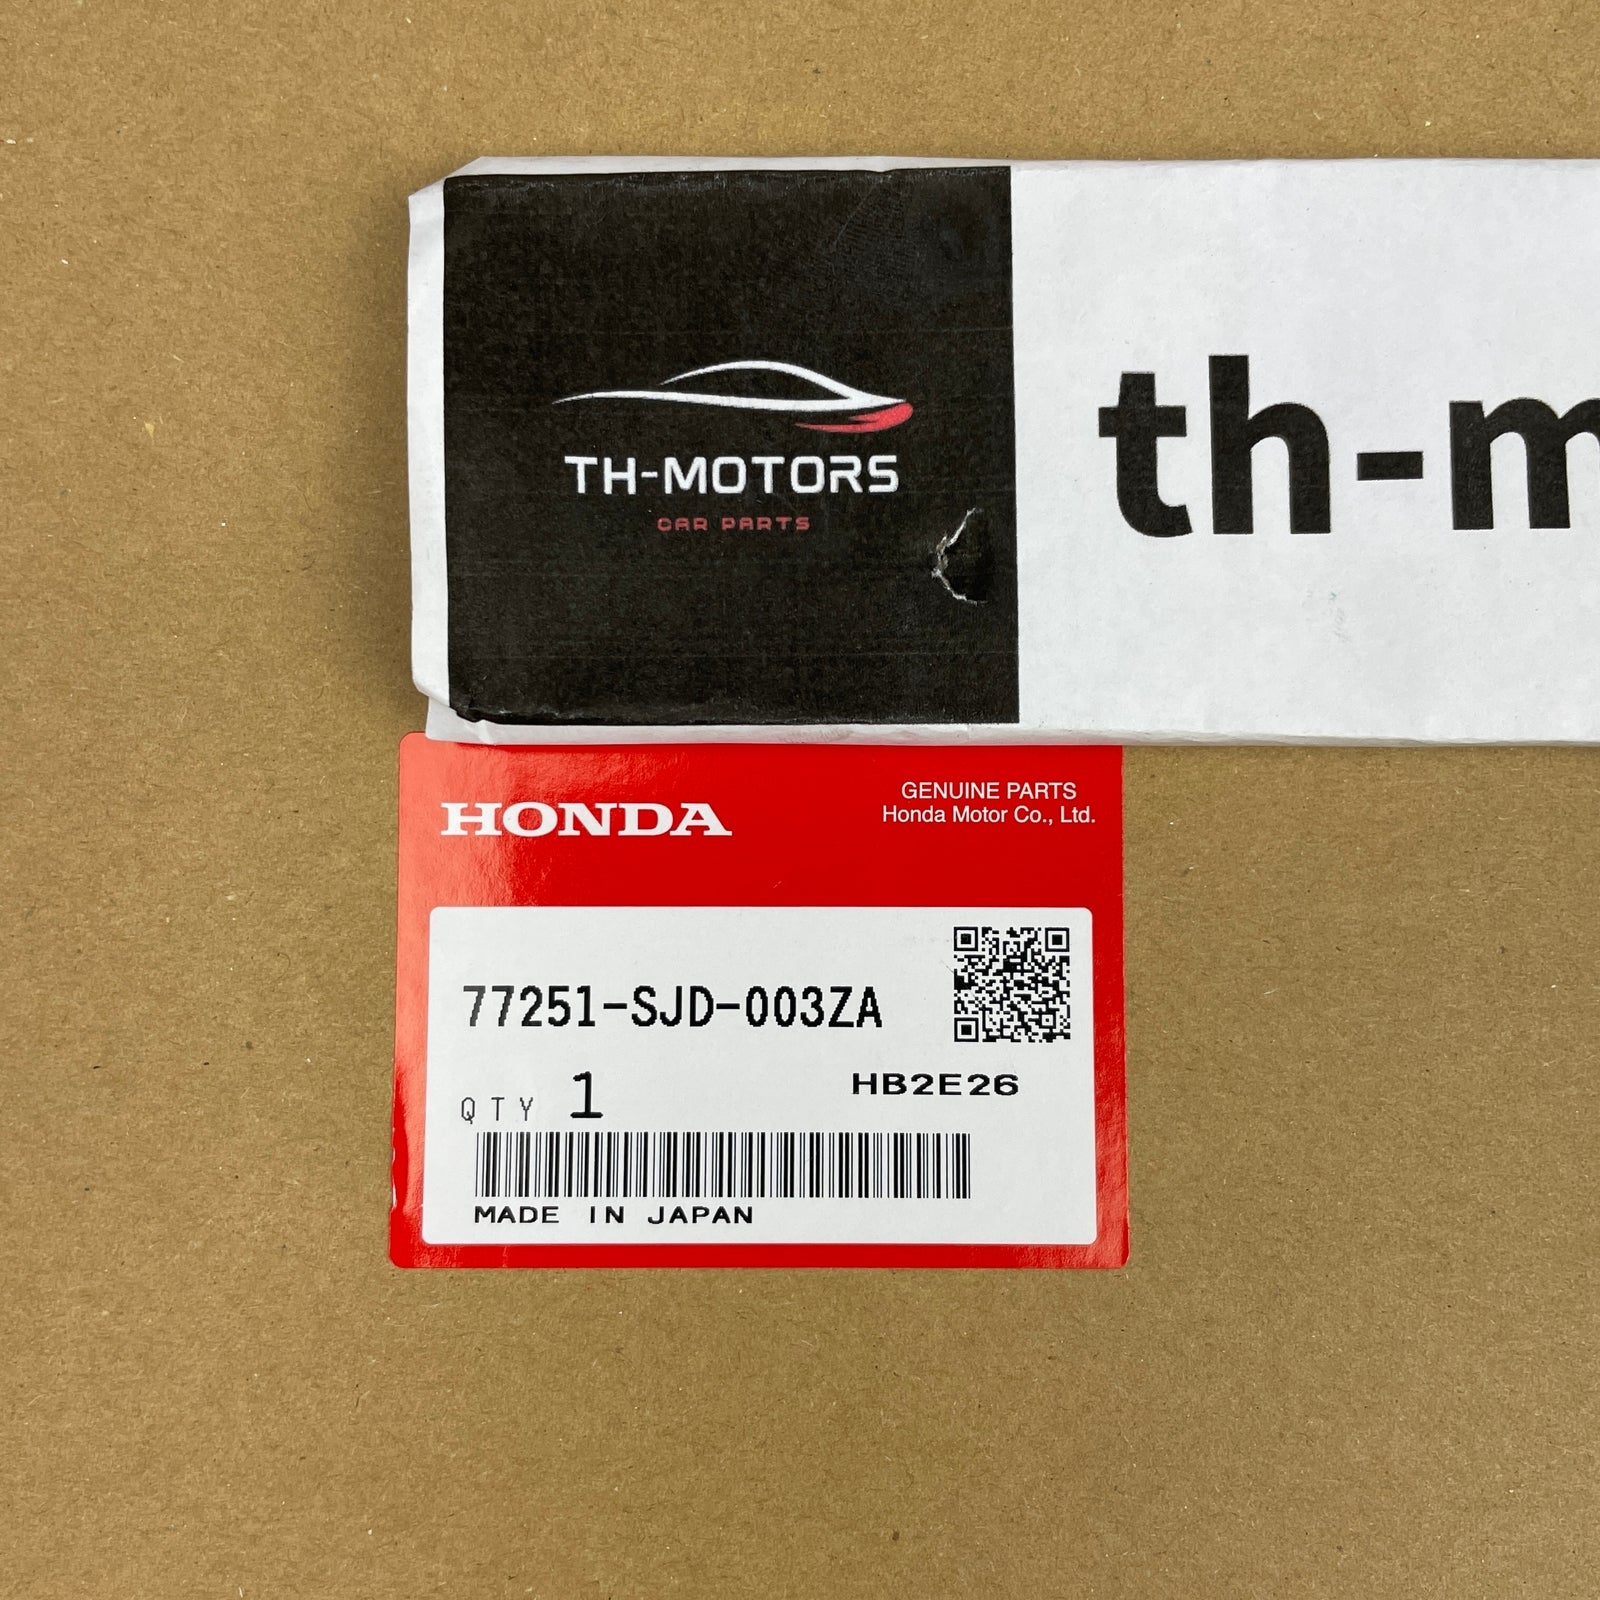 TH-MOTORS
CAR PARTS
th-m
HONDA
GENUINE PARTS
Honda Motor Co., Ltd.
77251-SJD-003ZA
QTY 1
HB2E26
MADE IN JAPAN